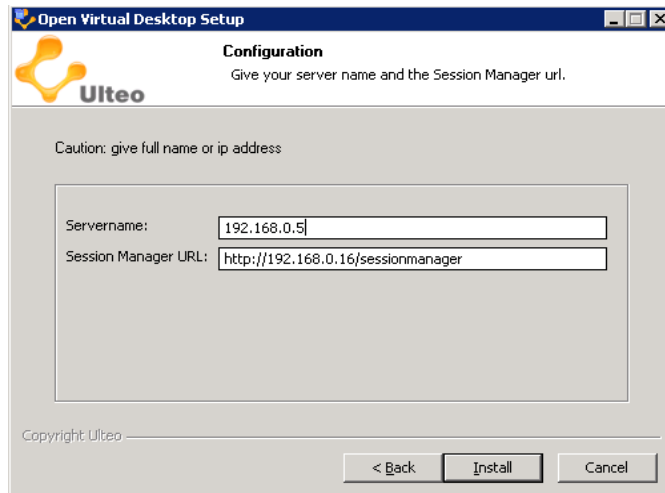 Open Virtual Desktop Setup
Configuration
Give your server name and the Session Manager url.
Ulteo
Caution: give full name or ip address
Servername: 192.168.0.5
Session Manager URL: http://192.168.0.16/sessionmanager
Copyright Ulteo
< Back Install Cancel